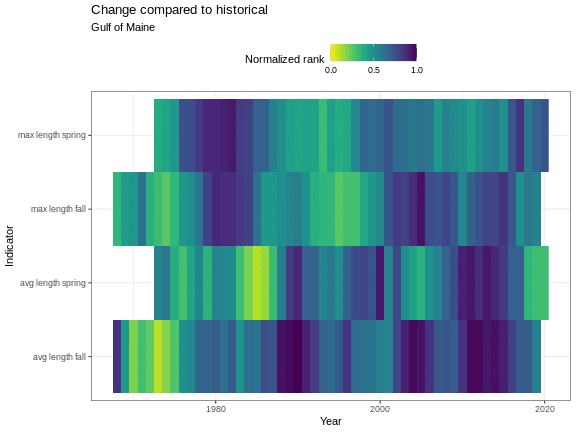 Change compared to historical
Gulf of Maine
Normalized rank
0.0 0.5 1.0
Indicator
max length spring
max length fall
avg length spring
avg length fall
1980 2000 2020
Year